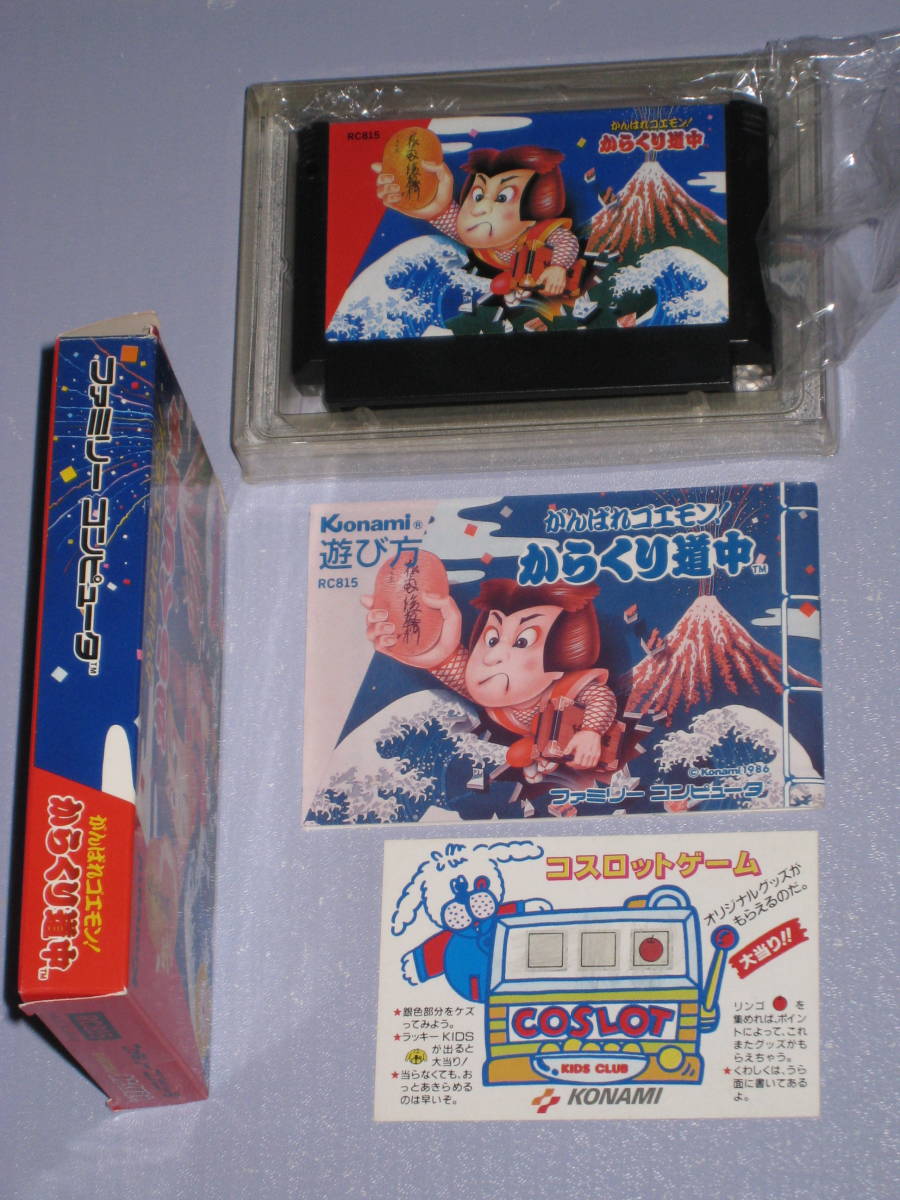 RC815
がんばれゴエモン!
からくり道中
ファミリー コンピュータ™
がんばれゴエモン!
からくり道中™
Konami®
遊び方
RC815
がんばれゴエモン!
からくり道中™
© Konami 1986
ファミリー コンピュータ
コスロットゲーム
オリジナルグッズが
もらえるのだ。
大当り!!
COSLOT
KIDS CLUB
KONAMI
★銀色部分をケズ
ってみよう。
★ラッキーKIDS
が出ると
大当り!
★当らなくても、お
っとあきらめる
のは早いぞ。
リンゴ を
集めれば、ポイン
トによって、これ
またグッズがも
らえちゃう。
★くわしくは、うら
面に書いてある
よ。